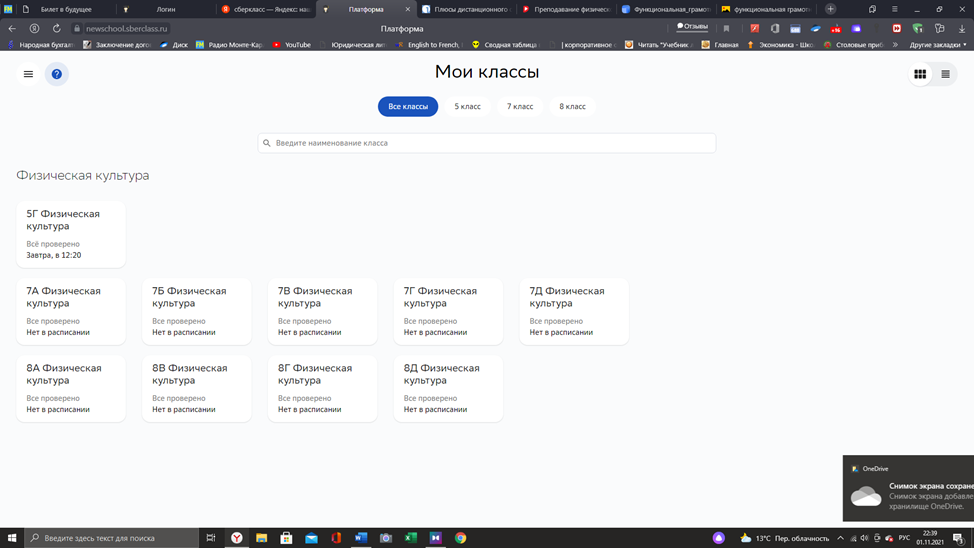 Билет в будущее
Логин
сберкласс — Яндекс: наш
Платформа
Плюсы дистанционного
Преподавание физическ
Функциональная_грамот
функциональная грамотн
newschool.sberclass.ru
Платформа
Отзывы
Народная бухгал
Заключение догов
Диск
Радио Монте-Кар
YouTube
Юридическая ли
English to French,
Сводная таблица
| корпоративное
Читать "Учебник
Главная
Экономика - Шко
Столовые приб
»
Другие закладки
Мои классы
Все классы
5 класс
7 класс
8 класс
Введите наименование класса
Физическая культура
5Г Физическая
культура
Всё проверено
Завтра, в 12:20
7А Физическая
культура
Все проверено
Нет в расписании
7Б Физическая
культура
Все проверено
Нет в расписании
7В Физическая
культура
Все проверено
Нет в расписании
7Г Физическая
культура
Все проверено
Нет в расписании
7Д Физическая
культура
Все проверено
Нет в расписании
8А Физическая
культура
Все проверено
Нет в расписании
8В Физическая
культура
Все проверено
Нет в расписании
8Г Физическая
культура
Все проверено
Нет в расписании
8Д Физическая
культура
Все проверено
Нет в расписании
OneDrive
Снимок экрана сохране
Снимок экрана добавле
хранилище OneDrive.
Введите здесь текст для поиска
13°C Пер. облачность
РУС
22:39
01.11.2021